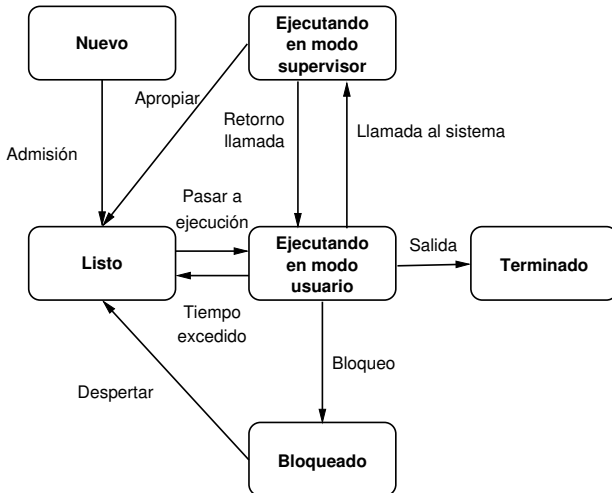 Nuevo
Ejecutando
en modo
supervisor
Apropiar
Retorno
llamada
Llamada al sistema
Admisión
Pasar a
ejecución
Listo
Ejecutando
en modo
usuario
Salida
Terminado
Tiempo
excedido
Bloqueo
Despertar
Bloqueado